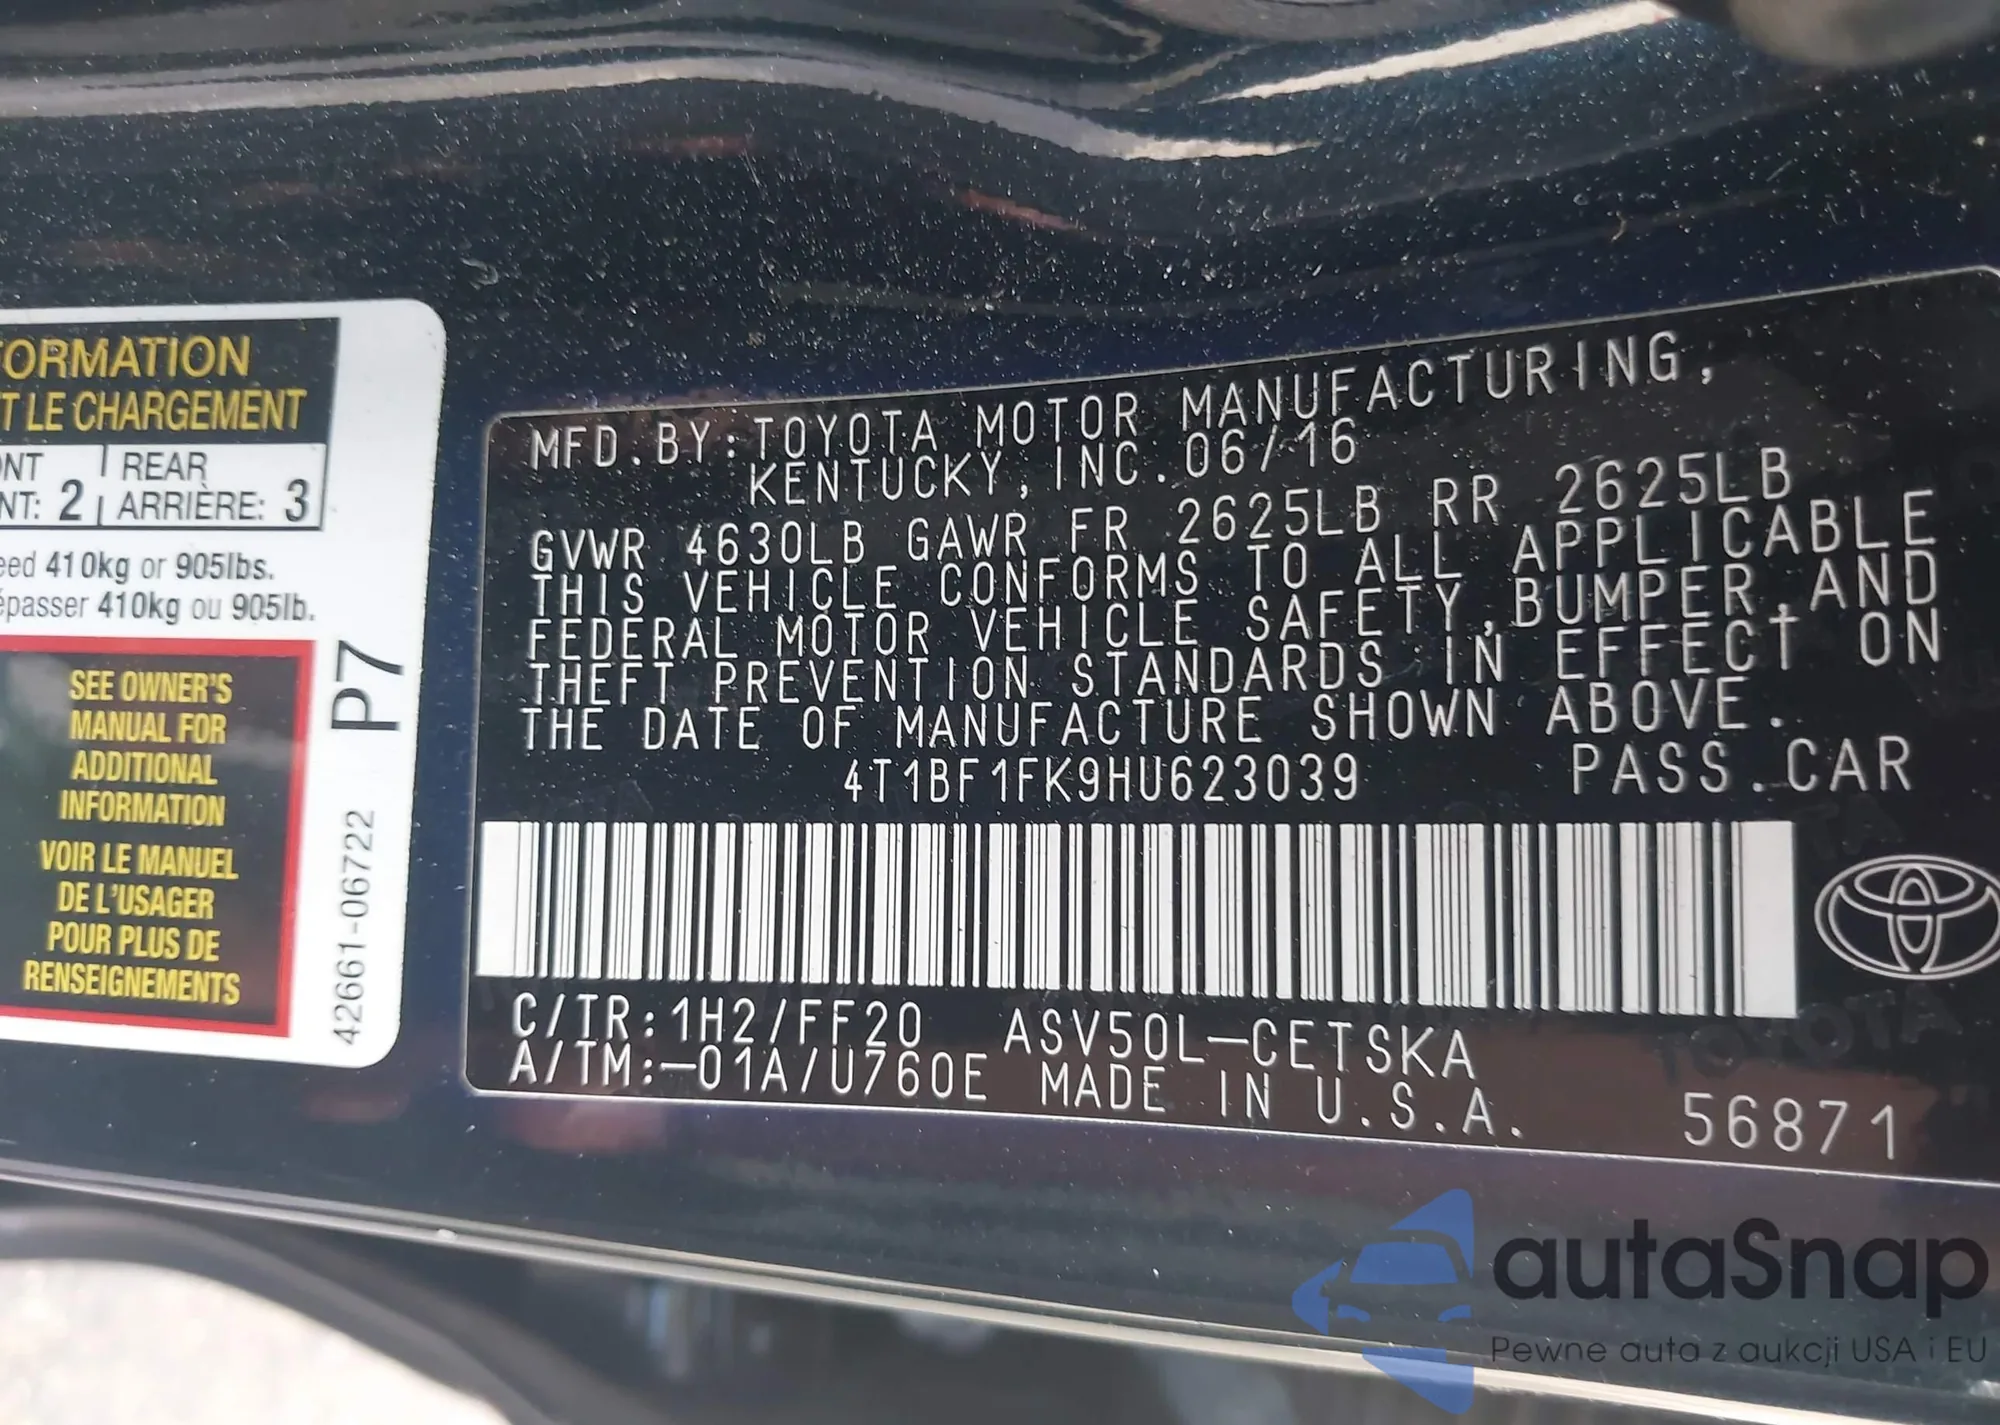 FORMATION
T LE CHARGEMENT
NT: 2 | REAR
ARRIÈRE: 3
410kg or 905lbs.
410kg ou 905lb.
SEE OWNER'S
MANUAL FOR
ADDITIONAL
INFORMATION
VOIR LE MANUEL
DE L'USAGER
POUR PLUS DE
RENSEIGNEMENTS
P7
42661-06722
MFD.BY:TOYOTA MOTOR MANUFACTURING,
KENTUCKY, INC. 06/16
GVWR 4630LB GAWR FR 2625LB RR 2625LB
THIS VEHICLE CONFORMS TO ALL APPLICABLE
FEDERAL MOTOR VEHICLE SAFETY,BUMPER,AND
THEFT PREVENTION STANDARDS IN EFFECT ON
THE DATE OF MANUFACTURE SHOWN ABOVE.
4T1BF1FK9HU623039 PASS.CAR
C/TR:1H2/FF20 ASV50L-CETSKA
A/TM:-01A/U760E MADE IN U.S.A. 56871
autaSnap
Pewne auta z aukcji USA i EU